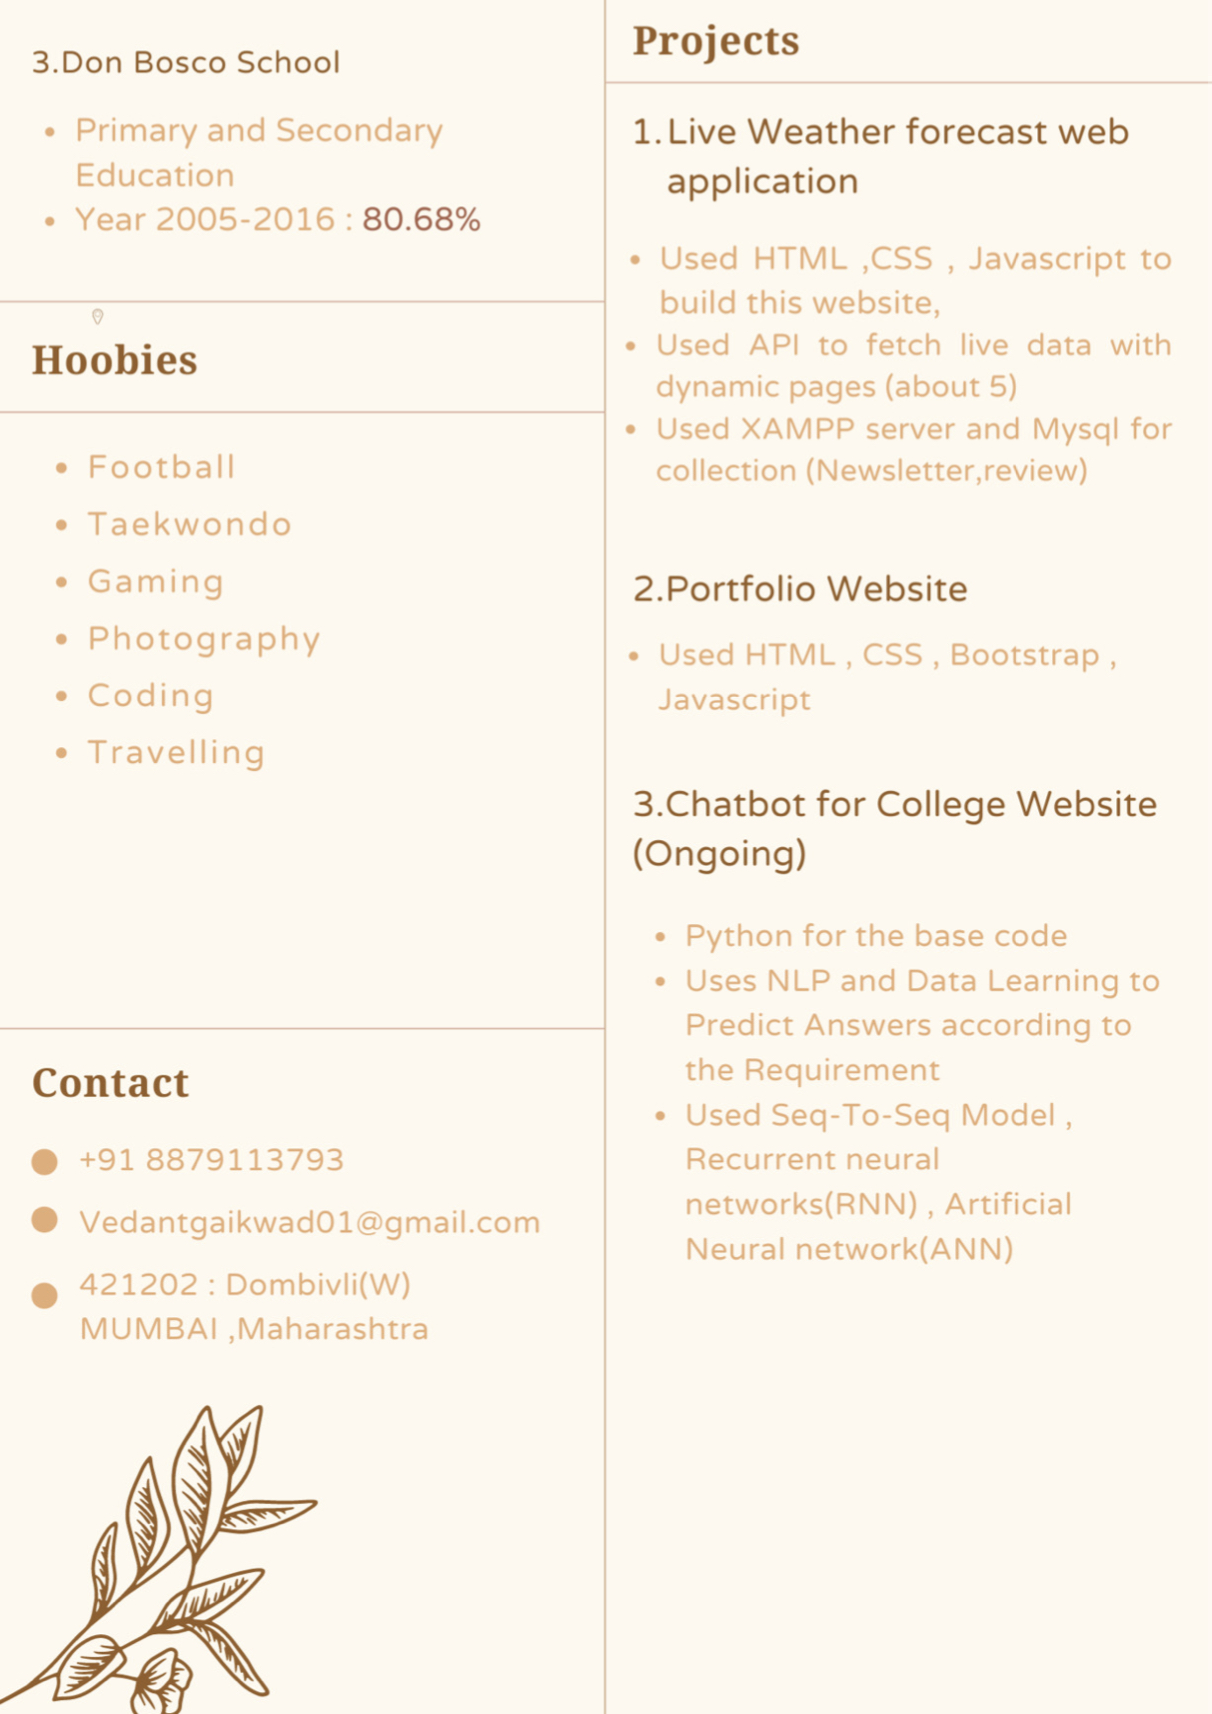 3.Don Bosco School
• Primary and Secondary
Education
• Year 2005-2016 : 80.68%
Hoobies
• Football
• Taekwondo
• Gaming
• Photography
• Coding
• Travelling
Contact
+91 8879113793
Vedantgaikwad01@gmail.com
421202 : Dombivli(W)
MUMBAI ,Maharashtra
Projects
1. Live Weather forecast web
application
• Used HTML ,CSS , Javascript to
build this website,
• Used API to fetch live data with
dynamic pages (about 5)
• Used XAMPP server and Mysql for
collection (Newsletter,review)
2.Portfolio Website
• Used HTML , CSS , Bootstrap ,
Javascript
3.Chatbot for College Website
(Ongoing)
• Python for the base code
• Uses NLP and Data Learning to
Predict Answers according to
the Requirement
• Used Seq-To-Seq Model ,
Recurrent neural
networks(RNN) , Artificial
Neural network(ANN)